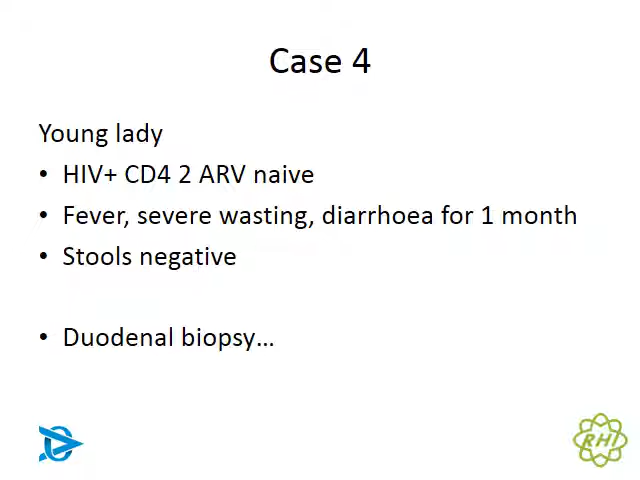 Case 4
Young lady
• HIV+ CD4 2 ARV naive
• Fever, severe wasting, diarrhoea for 1 month
• Stools negative
• Duodenal biopsy…
RHI